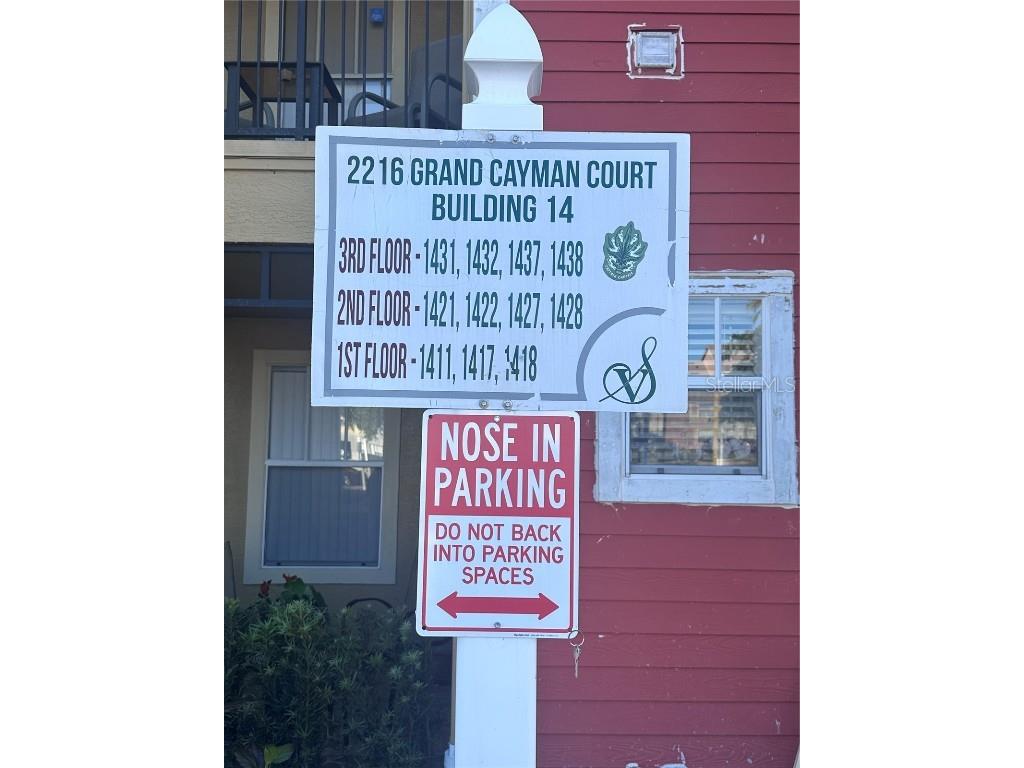 2216 GRAND CAYMAN COURT
BUILDING 14
3RD FLOOR - 1431, 1432, 1437, 1438
2ND FLOOR - 1421, 1422, 1427, 1428
1ST FLOOR - 1411, 1417, 1418
VS
NOSE IN
PARKING
DO NOT BACK
INTO PARKING
SPACES
Stellar MLS